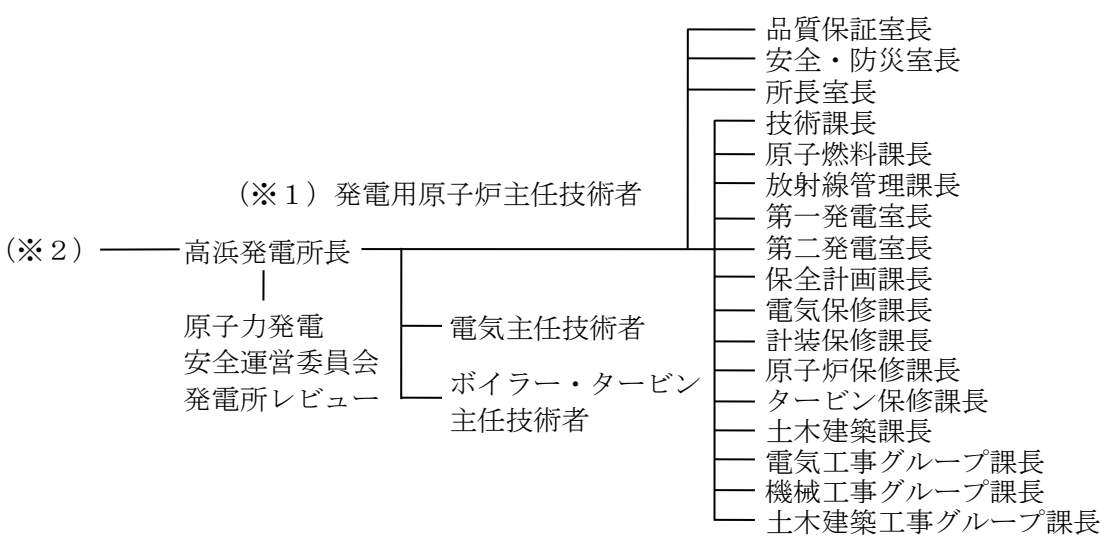 品質保証室長
安全・防災室長
所長室長
技術課長
原子燃料課長
放射線管理課長
(※1)発電用原子炉主任技術者
第一発電室長
(※2)
高浜発電所長
第二発電室長
保全計画課長
電気保修課長
計装保修課長
原子炉保修課長
タービン保修課長
土木建築課長
電気工事グループ課長
機械工事グループ課長
土木建築工事グループ課長
原子力発電
安全運営委員会
発電所レビュー
電気主任技術者
ボイラー・タービン
主任技術者